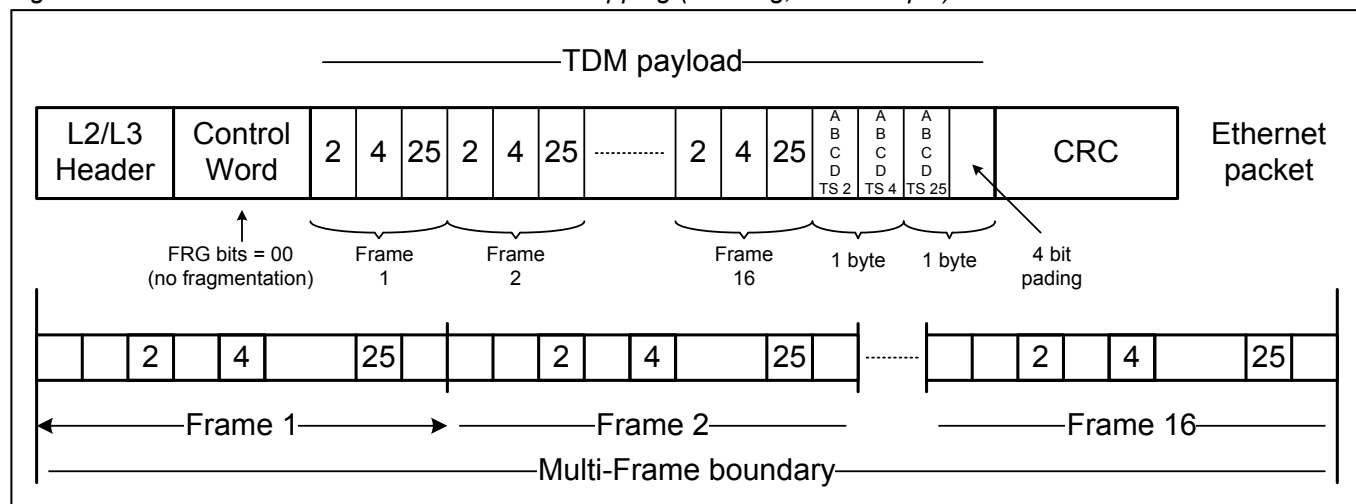 TDM payload
L2/L3 Header
Control Word
2 4 25 2 4 25 2 4 25
A B C D TS 2
A B C D TS 4
A B C D TS 25
CRC
Ethernet packet
FRG bits = 00
(no fragmentation)
Frame 1
Frame 2
Frame 16
1 byte
1 byte
4 bit pading
2 4 25 2 4 25 2 4 25
Frame 1
Frame 2
Frame 16
Multi-Frame boundary